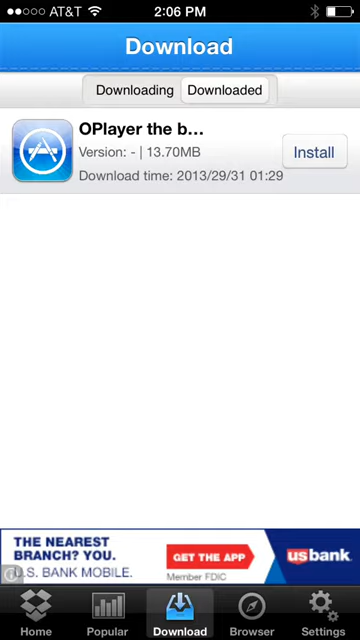 AT&T 2:06 PM
Download
Downloading Downloaded
OPlayer the b...
Version: - | 13.70MB
Install
Download time: 2013/29/31 01:29
THE NEAREST
BRANCH? YOU.
U.S. BANK MOBILE.
GET THE APP
Member FDIC
usbank
Home Popular Download Browser Settings